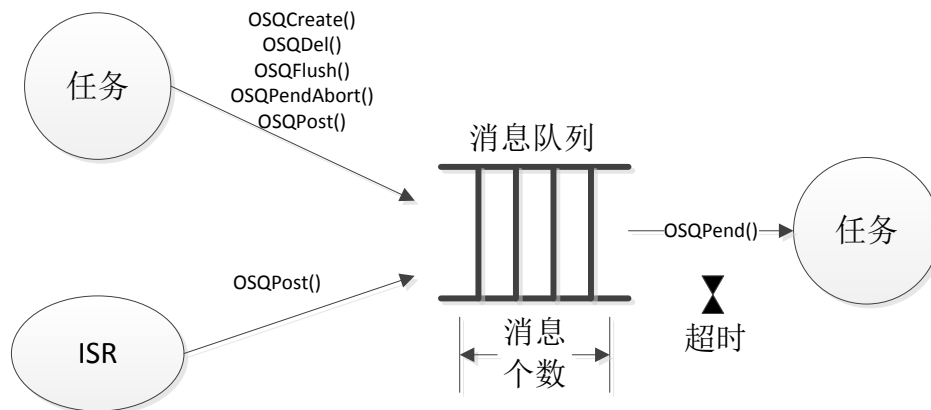 OSQCreate()
OSQDel()
OSQFlush()
OSQPendAbort()
OSQPost()
任务
消息队列
OSQPend()
任务
OSQPost()
ISR
消息
个数
超时